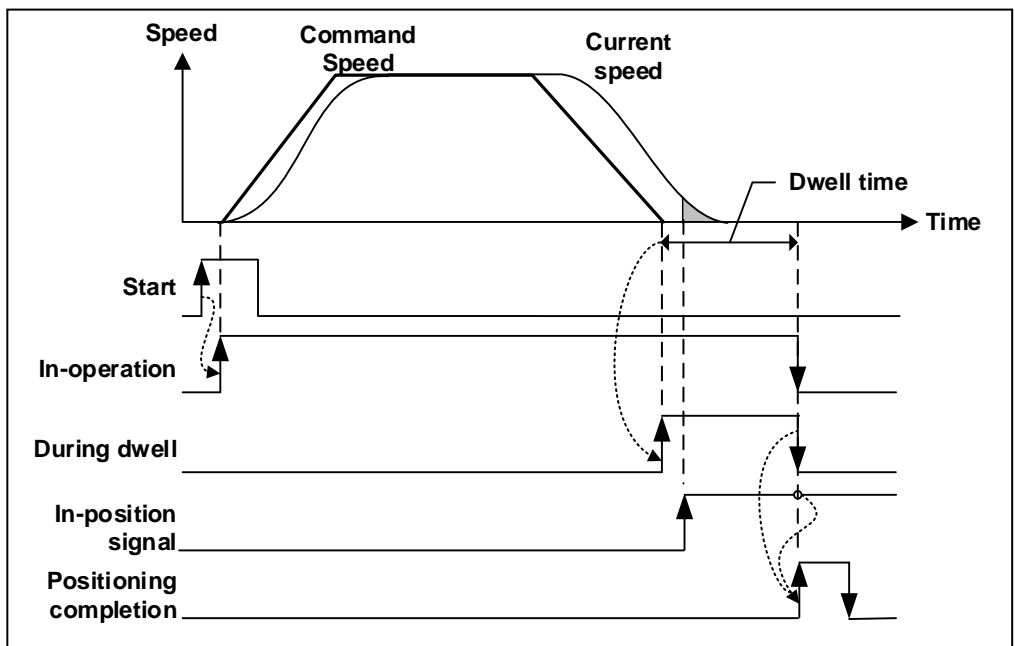 Speed
Command
Speed
Current
speed
Dwell time
Time
Start
In-operation
During dwell
In-position
signal
Positioning
completion